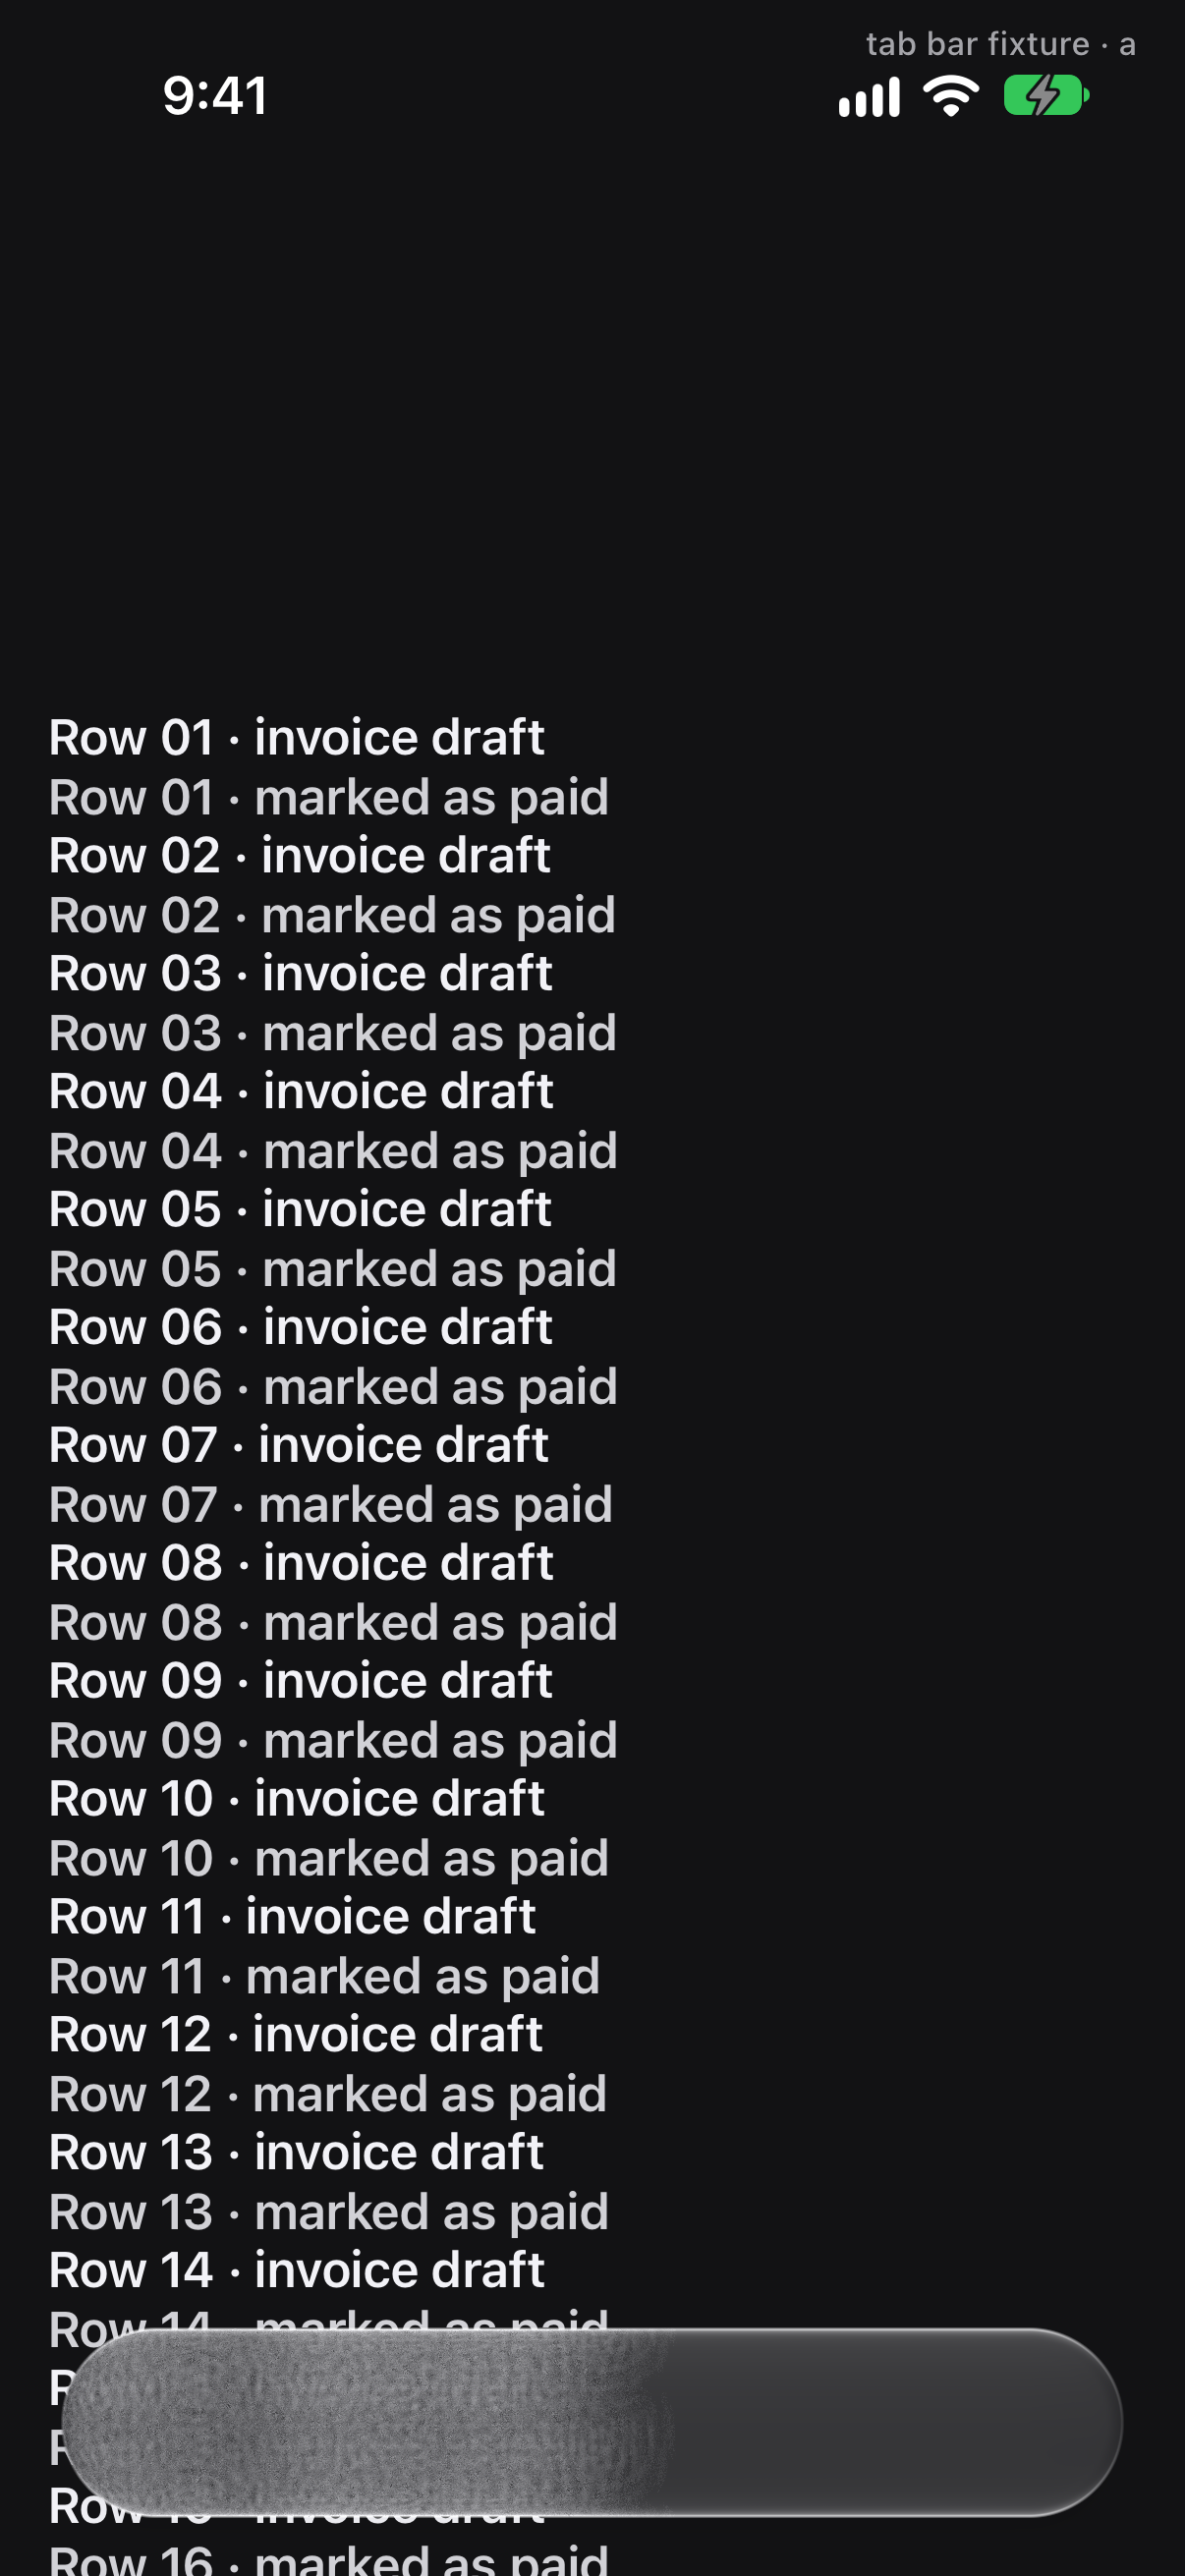 tab bar fixture · a
9:41
Row 01 · invoice draft
Row 01 · marked as paid
Row 02 · invoice draft
Row 02 · marked as paid
Row 03 · invoice draft
Row 03 · marked as paid
Row 04 · invoice draft
Row 04 · marked as paid
Row 05 · invoice draft
Row 05 · marked as paid
Row 06 · invoice draft
Row 06 · marked as paid
Row 07 · invoice draft
Row 07 · marked as paid
Row 08 · invoice draft
Row 08 · marked as paid
Row 09 · invoice draft
Row 09 · marked as paid
Row 10 · invoice draft
Row 10 · marked as paid
Row 11 · invoice draft
Row 11 · marked as paid
Row 12 · invoice draft
Row 12 · marked as paid
Row 13 · invoice draft
Row 13 · marked as paid
Row 14 · invoice draft
Row 14 · marked as paid
Row
Row 16 · marked as paid